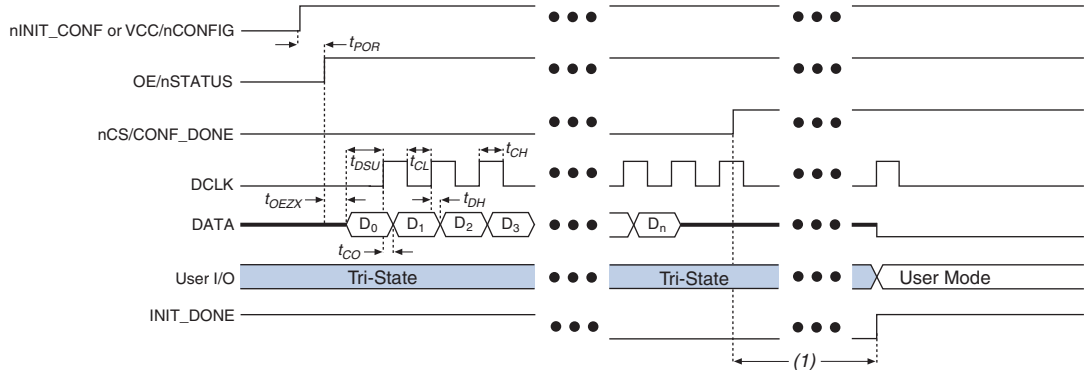 nINIT_CONF or VCC/nCONFIG
tPOR
OE/nSTATUS
nCS/CONF_DONE
tDSU
tCL
tCH
DCLK
tOEZX
tDH
DATA
D0
D1
D2
D3
Dn
tCO
User I/O
Tri-State
Tri-State
User Mode
INIT_DONE
(1)